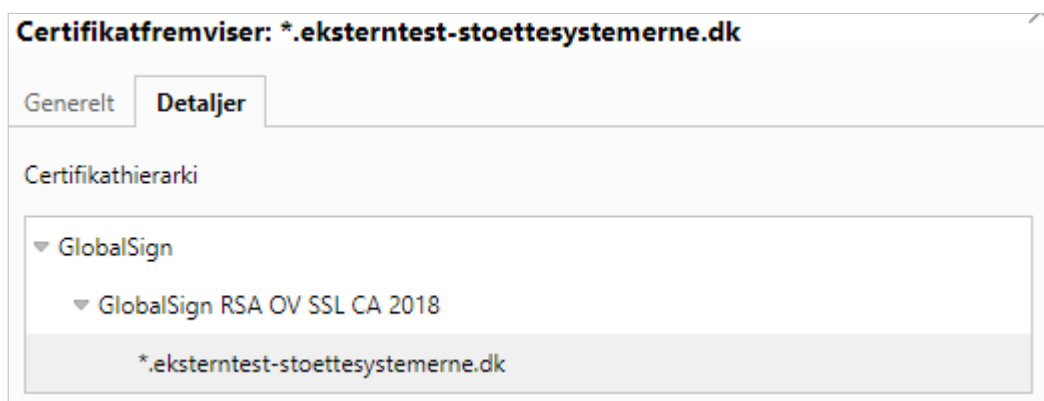 Certifikatfremviser: *.eksterntest-stoettesystemerne.dk
Generelt Detaljer
Certifikathierarki
GlobalSign
GlobalSign RSA OV SSL CA 2018
*.eksterntest-stoettesystemerne.dk